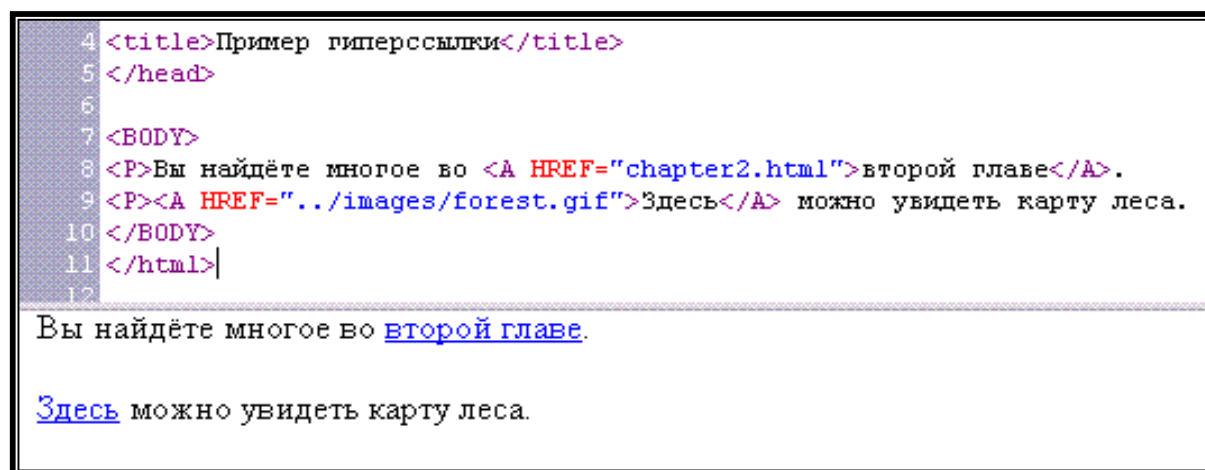 4 <title>Пример гиперссылки</title>
5 </head>
6
7 <BODY>
8 <P>Вы найдёте многое во <A HREF="chapter2.html">второй главе</A>.
9 <P><A HREF="../images/forest.gif">Здесь</A> можно увидеть карту леса.
10 </BODY>
11 </html>
12
Вы найдёте многое во второй главе.
Здесь можно увидеть карту леса.